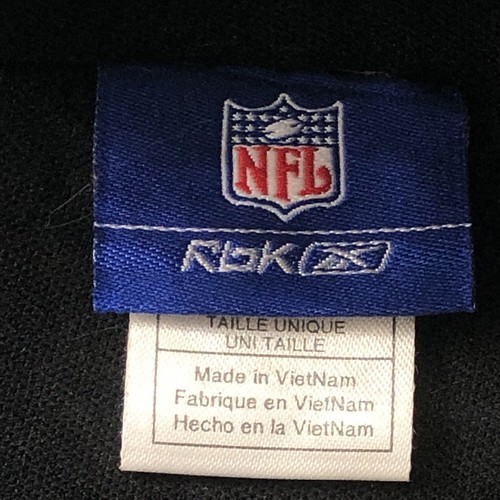 NFL
RBK
TAILLE UNIQUE
UNI TAILLE
Made in VietNam
Fabrique en VietNam
Hecho en la VietNam